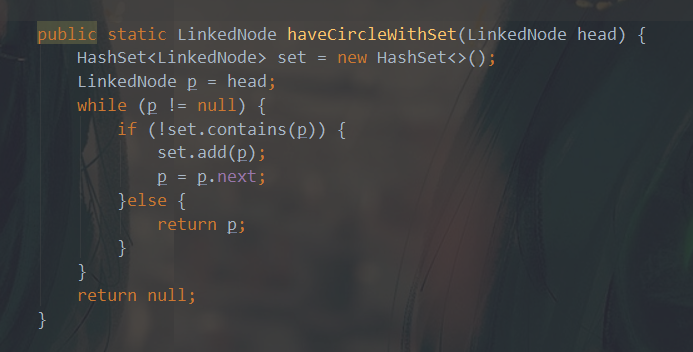 public static LinkedNode haveCircleWithSet(LinkedNode head) {
    HashSet<LinkedNode> set = new HashSet<>();
    LinkedNode p = head;
    while (p != null) {
        if (!set.contains(p)) {
            set.add(p);
            p = p.next;
        }else {
            return p;
        }
    }
    return null;
}